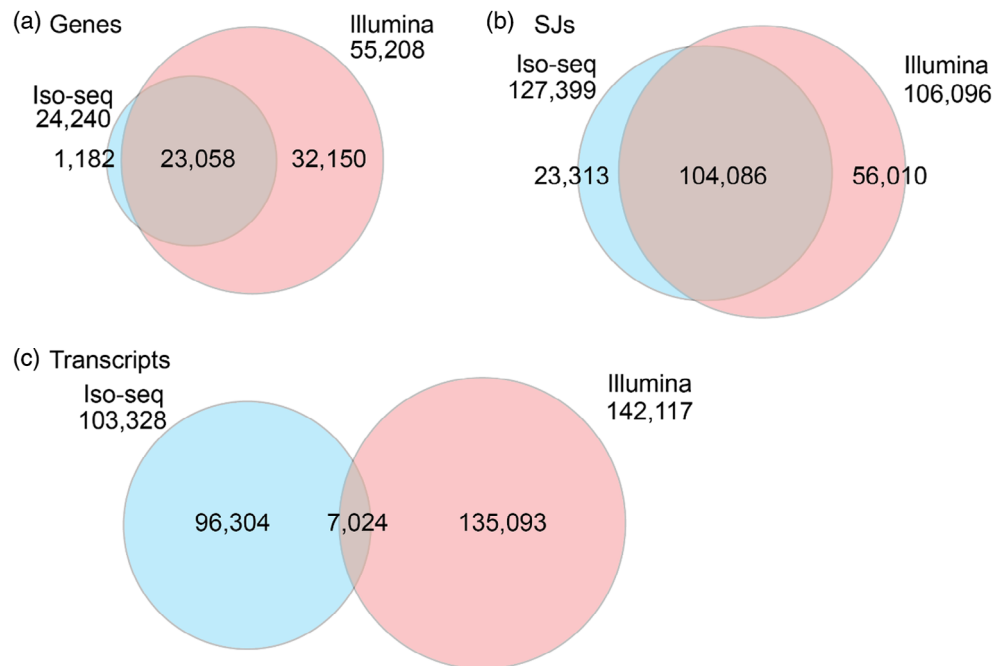 (a) Genes
Illumina
55,208
Iso-seq
24,240
1,182
23,058
32,150
(b) SJs
Iso-seq
127,399
Illumina
106,096
23,313
104,086
56,010
(c) Transcripts
Iso-seq
103,328
Illumina
142,117
96,304
7,024
135,093